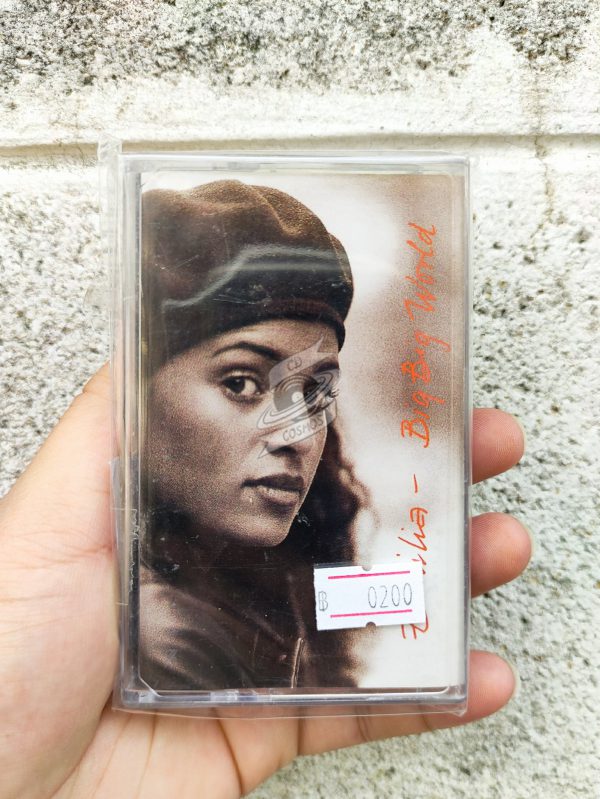 Big Big World
฿ 0200
CD
COSMOS